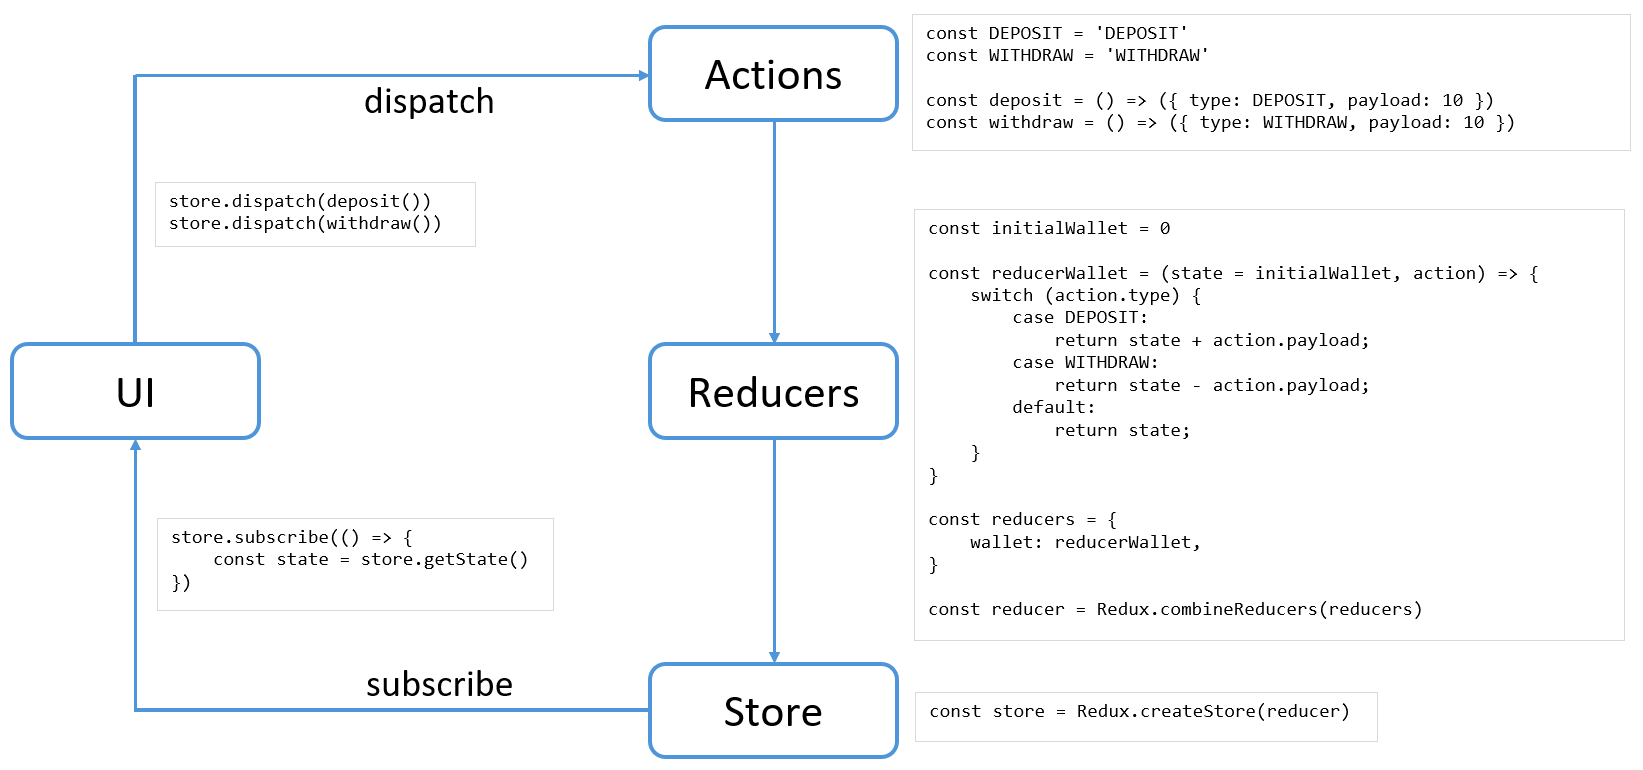 Actions
const DEPOSIT = 'DEPOSIT'
const WITHDRAW = 'WITHDRAW'
const deposit = () => ({ type: DEPOSIT, payload: 10 })
const withdraw = () => ({ type: WITHDRAW, payload: 10 })
dispatch
store.dispatch(deposit())
store.dispatch(withdraw())
UI
Reducers
const initialWallet = 0
const reducerWallet = (state = initialWallet, action) => {
    switch (action.type) {
        case DEPOSIT:
            return state + action.payload;
        case WITHDRAW:
            return state - action.payload;
        default:
            return state;
    }
}
const reducers = {
    wallet: reducerWallet,
}
const reducer = Redux.combineReducers(reducers)
store.subscribe(() => {
    const state = store.getState()
})
subscribe
Store
const store = Redux.createStore(reducer)